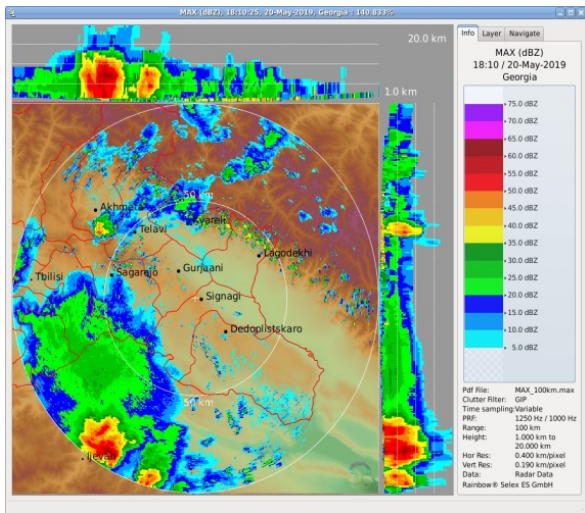 MAX (dBZ), 18:10:25, 20-May-2019, Georgia : 140.833%
20.0 km
1.0 km
50 km
Akhmeta
Kvareli
Telavi
Lagodekhi
Tbilisi
Sagarejo
Gurjaani
Signagi
Dedoplistskaro
50 km
Ijevan
Info Layer Navigate
MAX (dBZ)
18:10 / 20-May-2019
Georgia
75.0 dBZ
70.0 dBZ
65.0 dBZ
60.0 dBZ
55.0 dBZ
50.0 dBZ
45.0 dBZ
40.0 dBZ
35.0 dBZ
30.0 dBZ
25.0 dBZ
20.0 dBZ
15.0 dBZ
10.0 dBZ
5.0 dBZ
Pdf File: MAX_100km.max
Clutter Filter: GIP
Time sampling:Variable
PRF: 1250 Hz / 1000 Hz
Range: 100 km
Height: 1.000 km to
20.000 km
Hor Res: 0.400 km/pixel
Vert Res: 0.190 km/pixel
Data: Radar Data
Rainbow® Selex ES GmbH